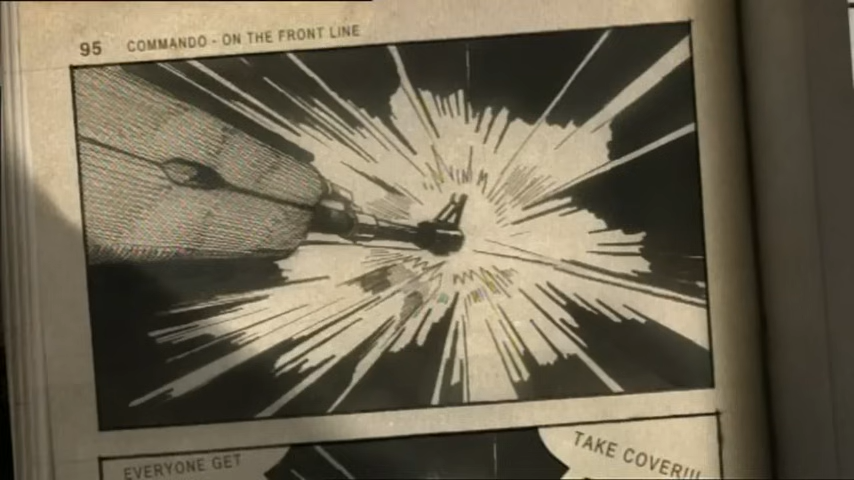 95 COMMANDO - ON THE FRONT LINE
EVERYONE GET
TAKE COVER!!!